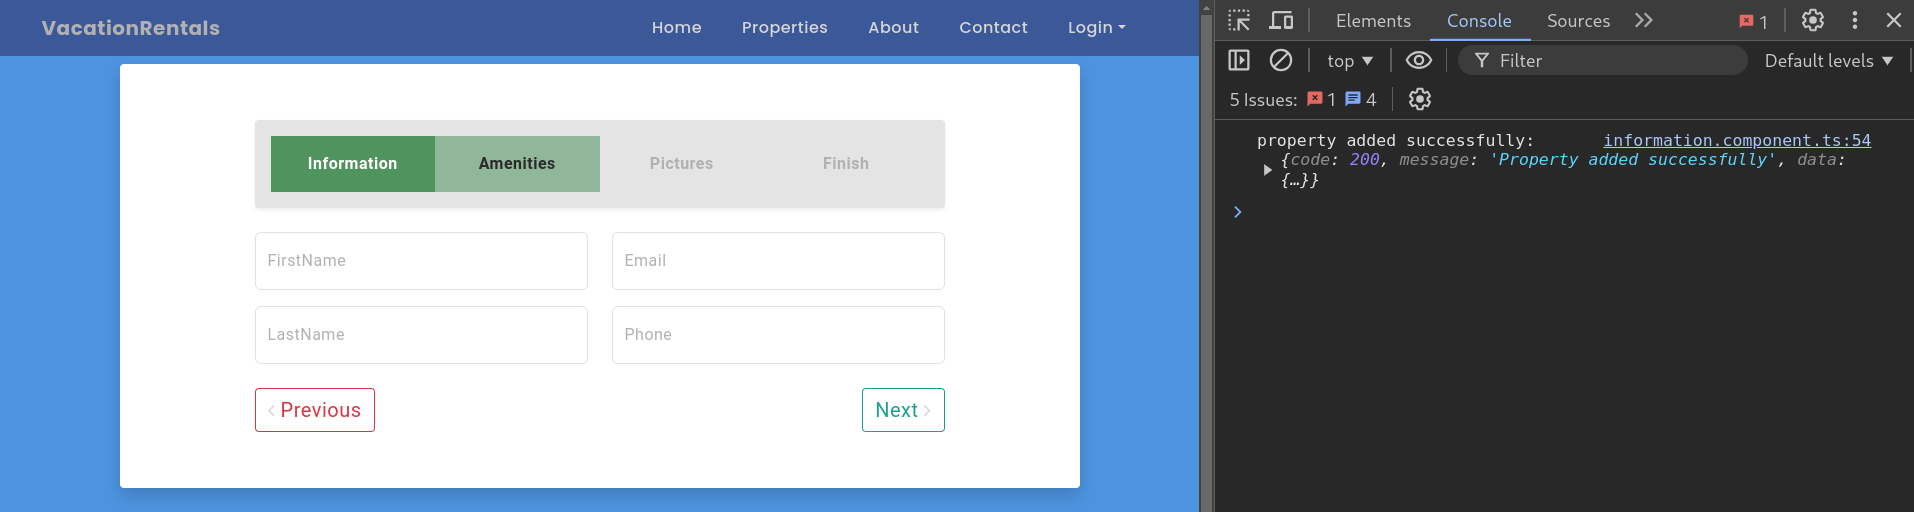 VacationRentals
Home Properties About Contact Login
Information Amenities Pictures Finish
FirstName Email
LastName Phone
Previous Next
Elements Console Sources 1
top Filter Default levels
5 Issues: 1 4
property added successfully: information.component.ts:54
{code: 200, message: 'Property added successfully', data:
{…}}